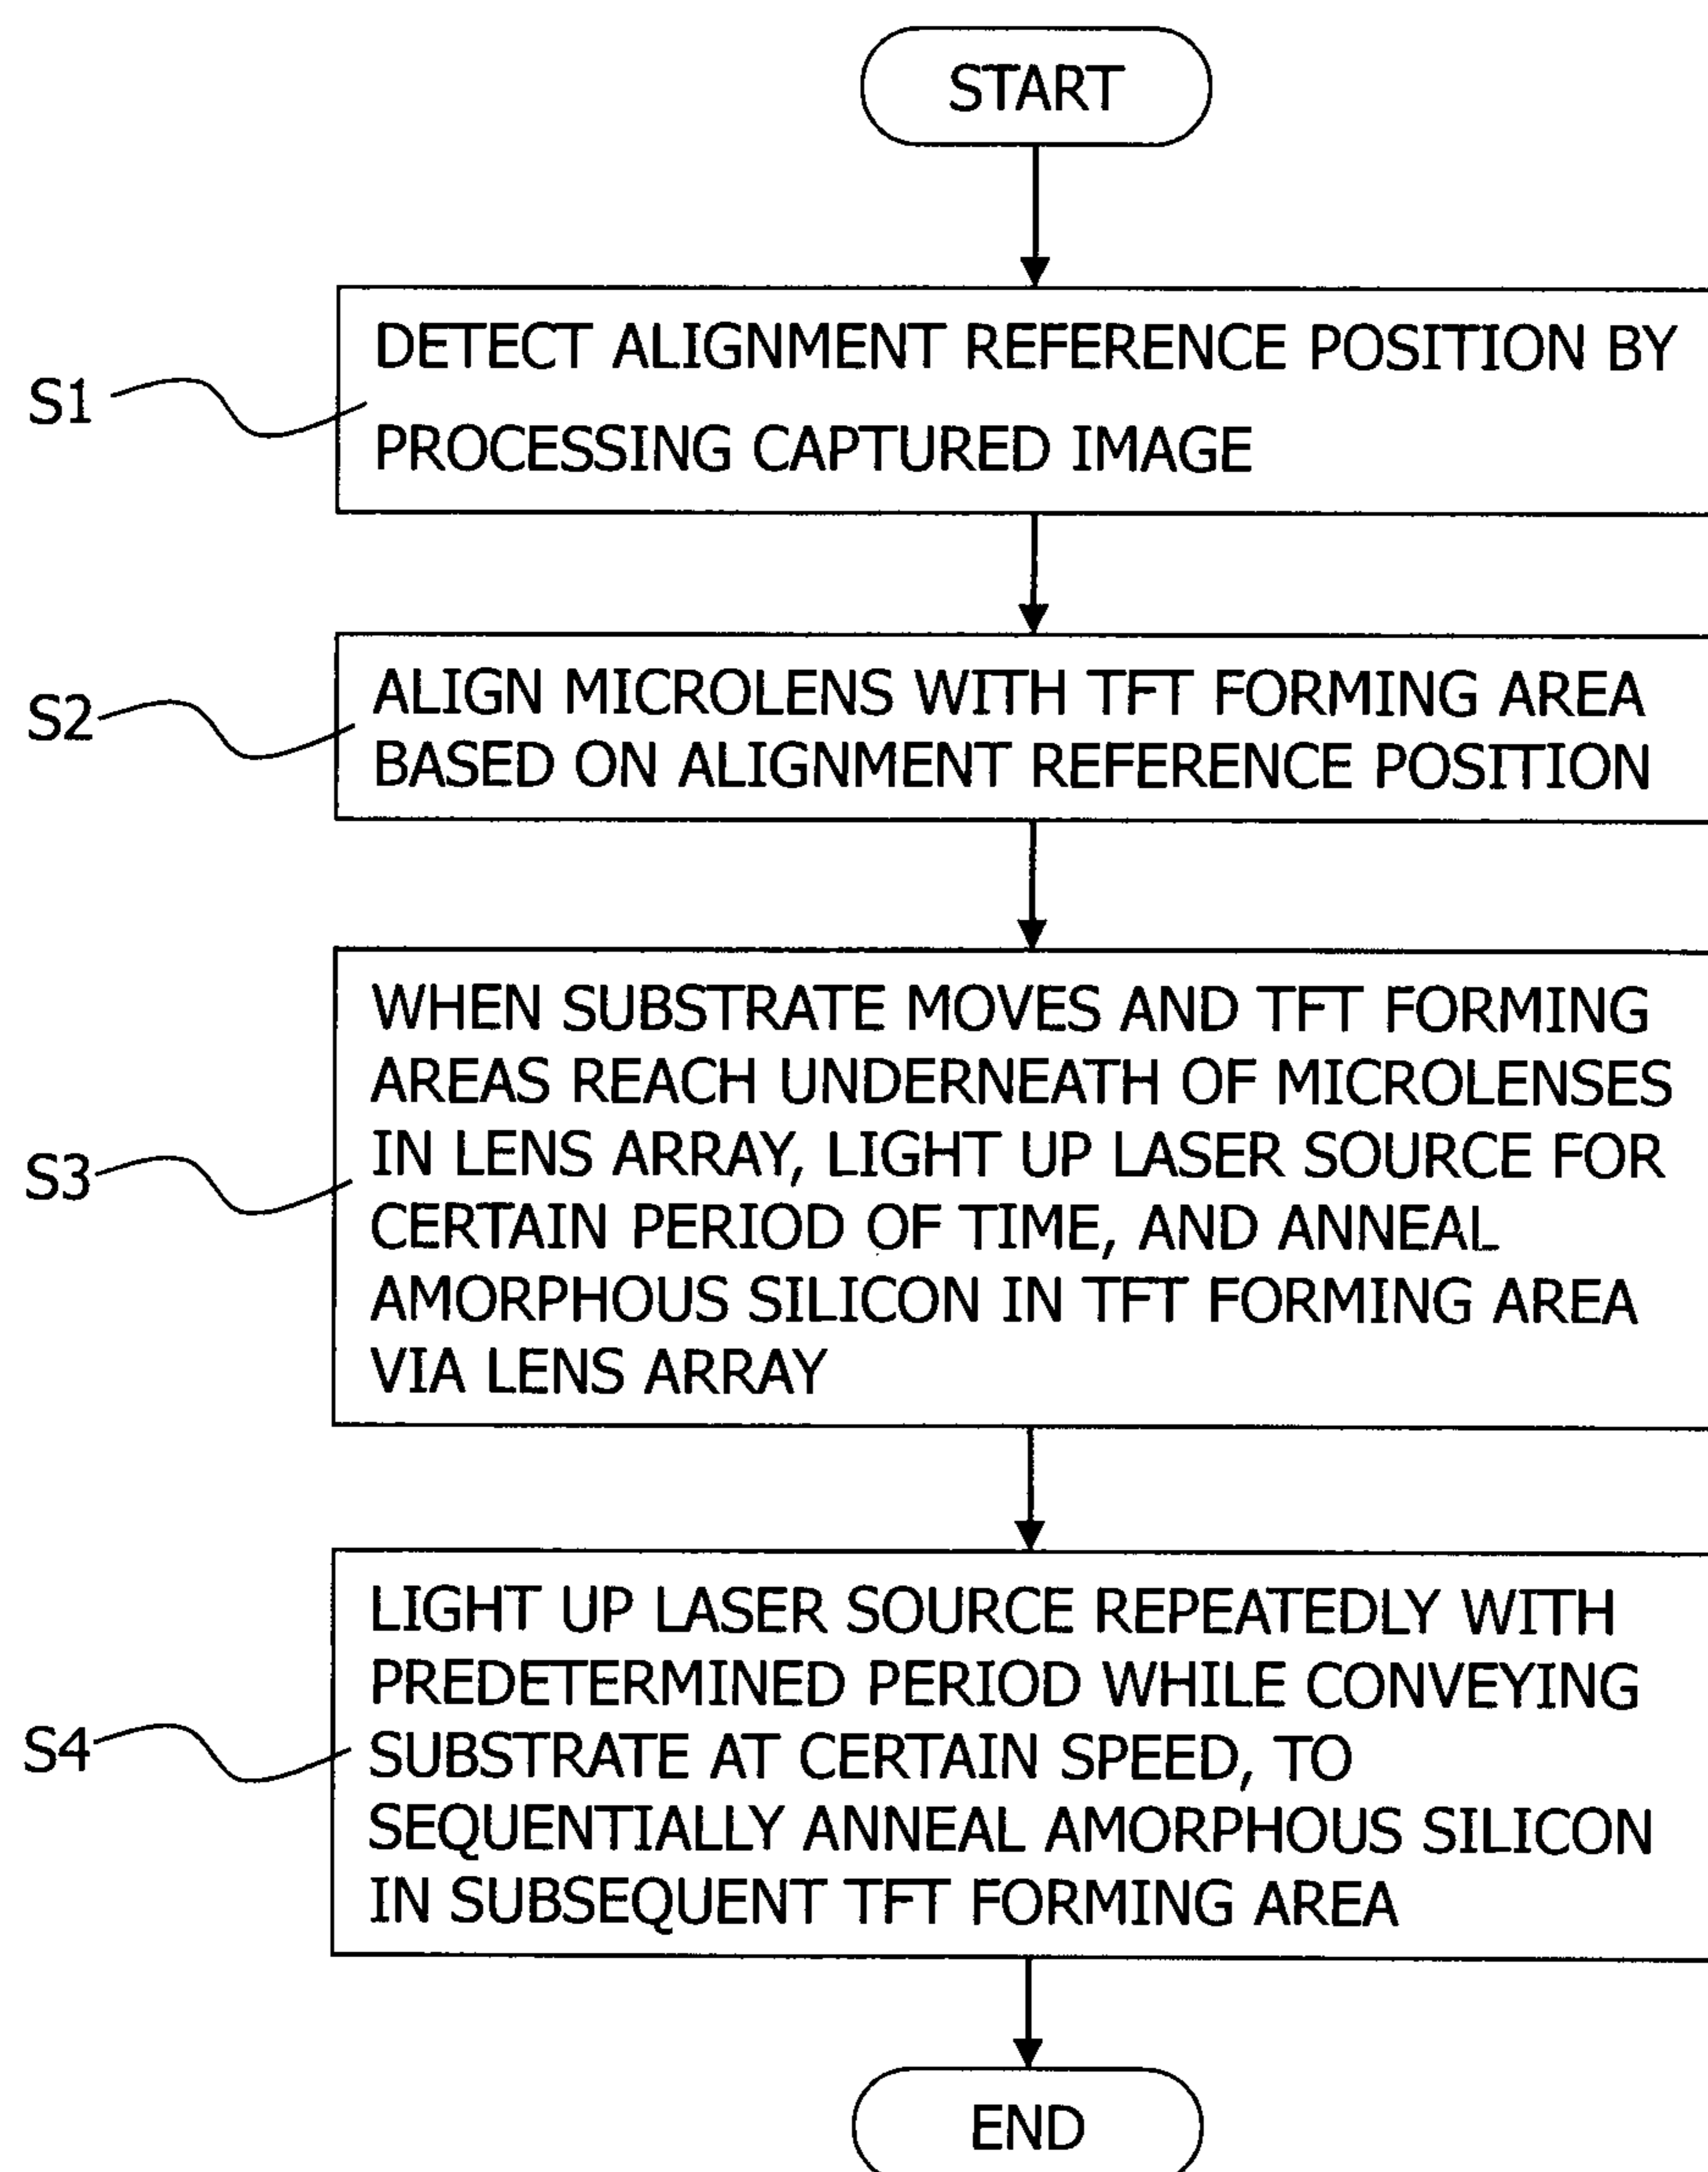 START
S1
DETECT ALIGNMENT REFERENCE POSITION BY
PROCESSING CAPTURED IMAGE
S2
ALIGN MICROLENS WITH TFT FORMING AREA
BASED ON ALIGNMENT REFERENCE POSITION
S3
WHEN SUBSTRATE MOVES AND TFT FORMING
AREAS REACH UNDERNEATH OF MICROLENSES
IN LENS ARRAY, LIGHT UP LASER SOURCE FOR
CERTAIN PERIOD OF TIME, AND ANNEAL
AMORPHOUS SILICON IN TFT FORMING AREA
VIA LENS ARRAY
S4
LIGHT UP LASER SOURCE REPEATEDLY WITH
PREDETERMINED PERIOD WHILE CONVEYING
SUBSTRATE AT CERTAIN SPEED, TO
SEQUENTIALLY ANNEAL AMORPHOUS SILICON
IN SUBSEQUENT TFT FORMING AREA
END